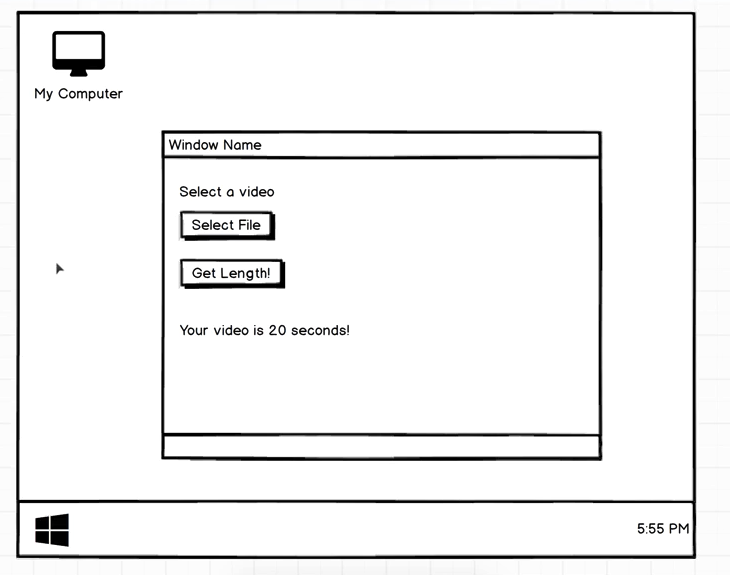 My Computer
Window Name
Select a video
Select File
Get Length!
Your video is 20 seconds!
5:55 PM